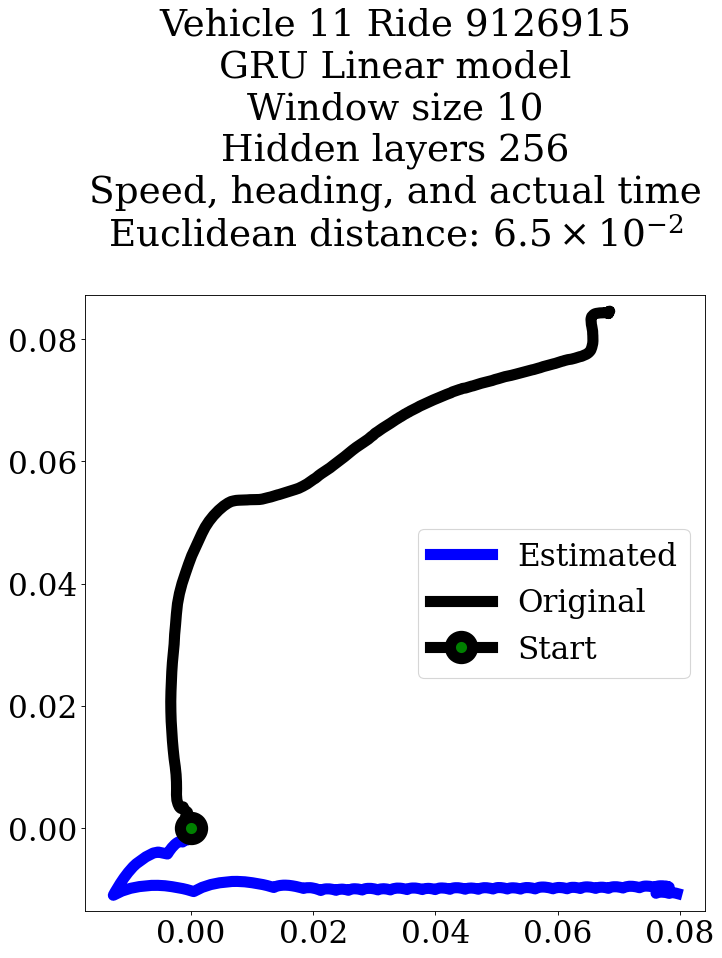 Vehicle 11 Ride 9126915
GRU Linear model
Window size 10
Hidden layers 256
Speed, heading, and actual time
Euclidean distance: 6.5 × 10⁻²
0.08
0.06
0.04
0.02
0.00
Estimated
Original
Start
0.00 0.02 0.04 0.06 0.08